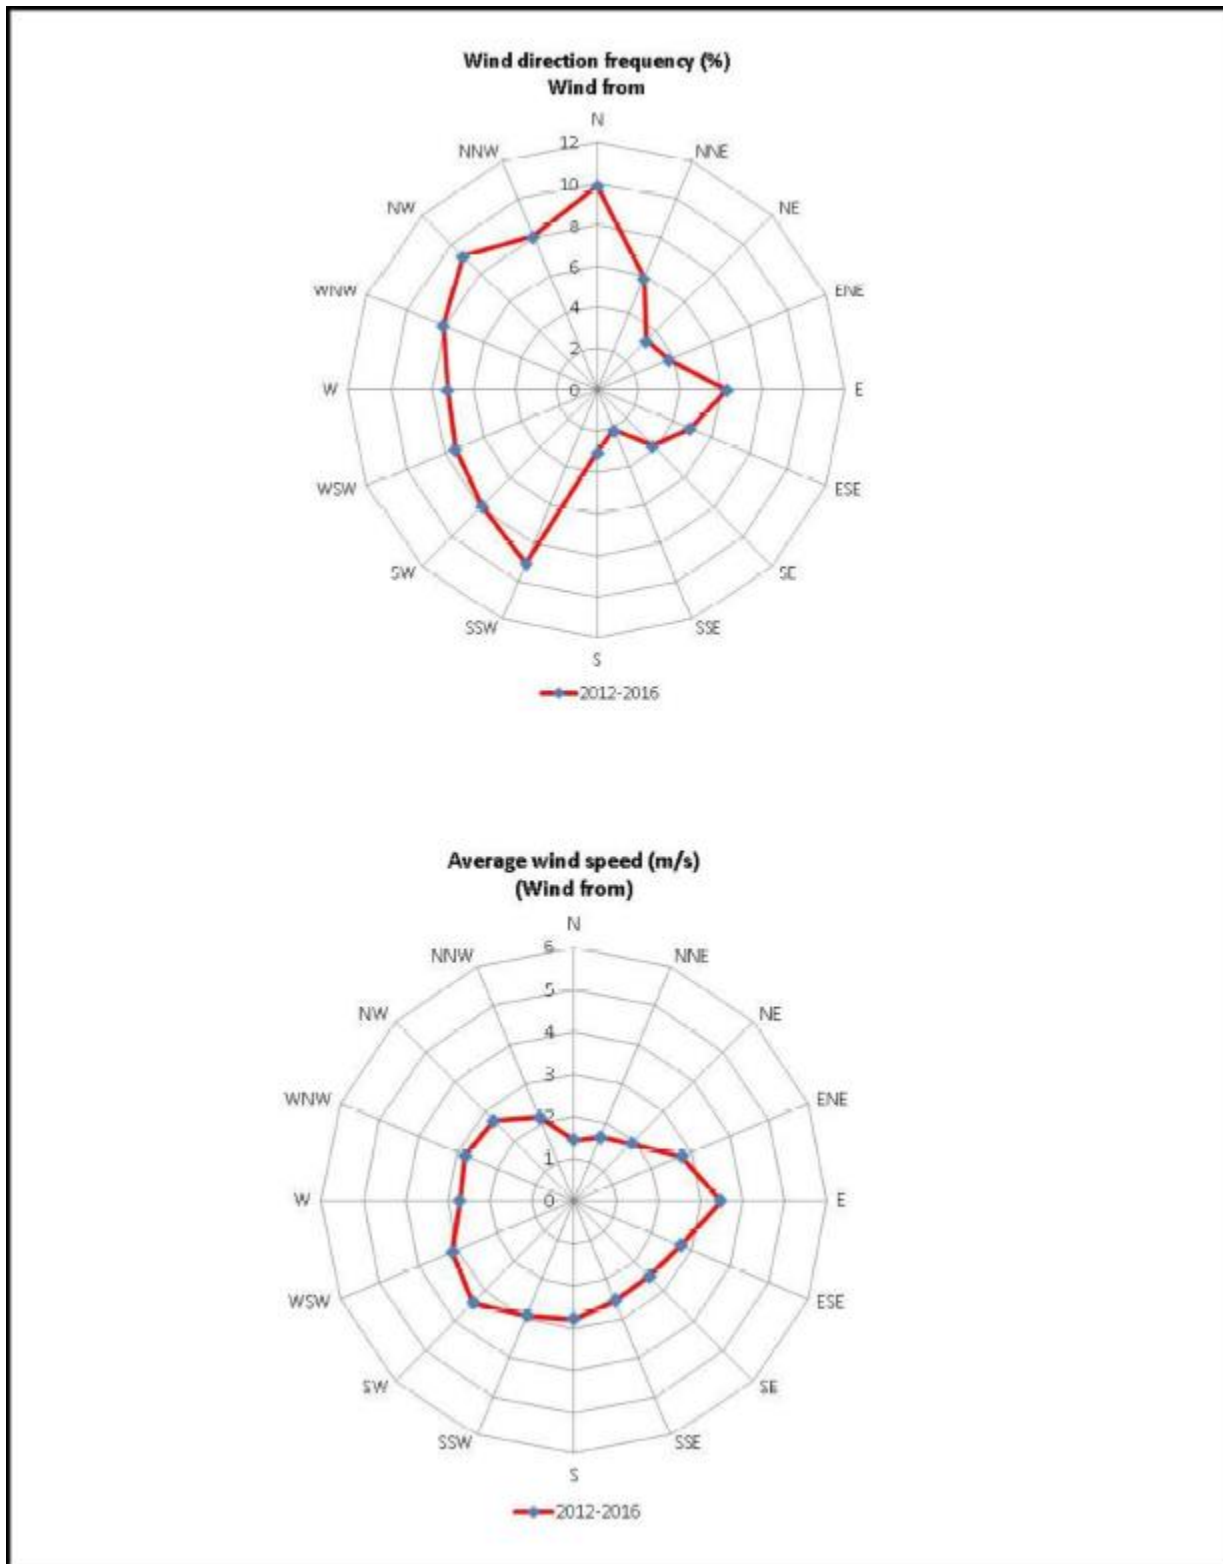 Wind direction frequency (%)
Wind from
N
12
NNW
NNE
10
NW
NE
8
6
WNW
ENE
4
2
W
0
E
WSW
ESE
SW
SE
SSW
SSE
S
2012-2016
Average wind speed (m/s)
(Wind from)
N
6
NNW
NNE
5
NW
NE
4
3
WNW
ENE
2
1
W
0
E
WSW
ESE
SW
SE
SSW
SSE
S
2012-2016